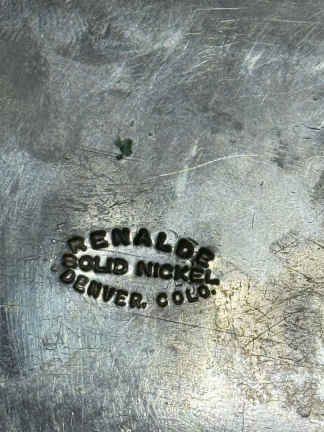 RENALDE
SOLID NICKEL
DENVER, COLO.